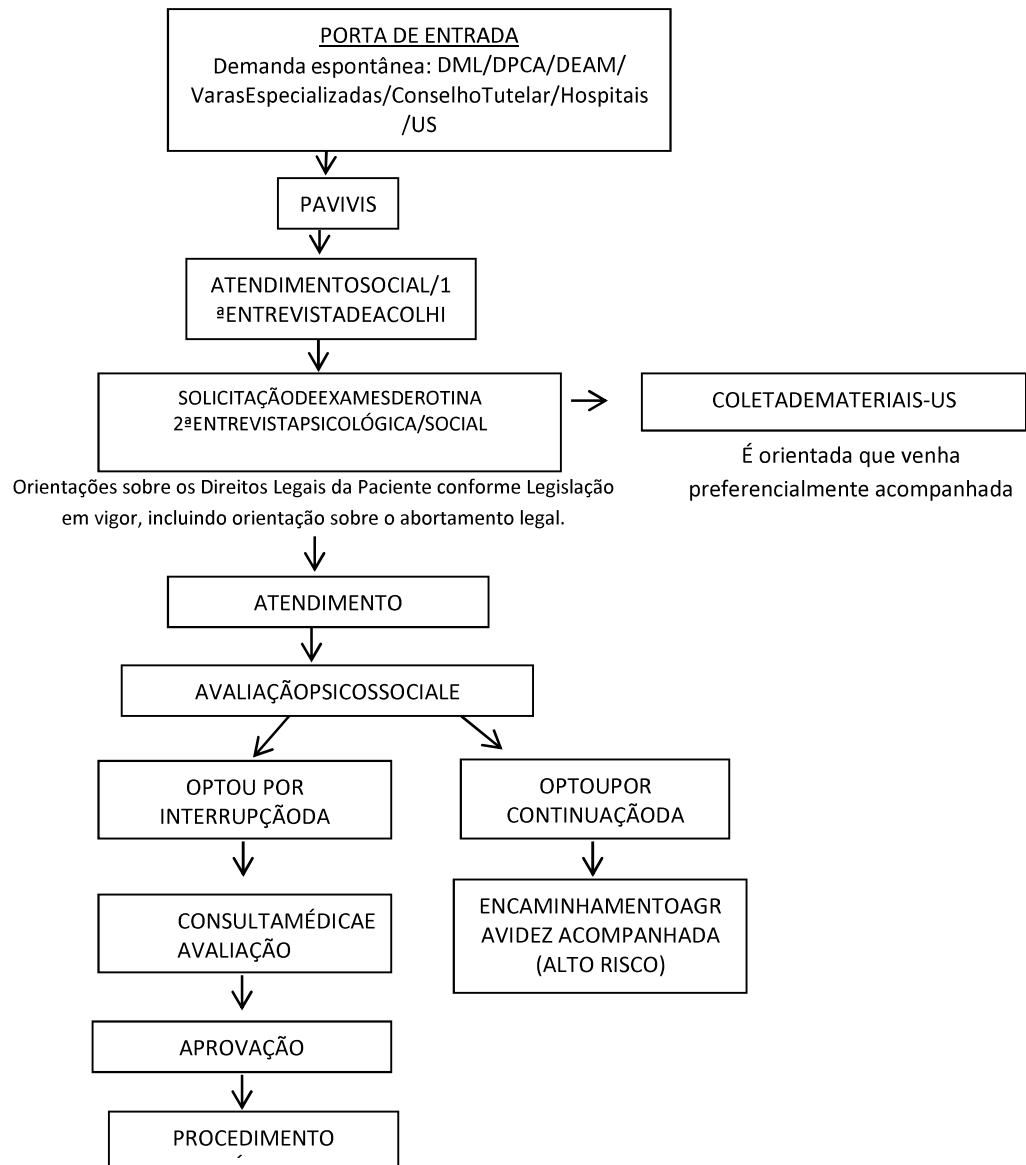 PORTA DE ENTRADA
Demanda espontânea: DML/DPCA/DEAM/
VarasEspecializadas/ConselhoTutelar/Hospitais
/US
PAVIVIS
ATENDIMENTOSOCIAL/1
ªENTREVISTADEACOLHI
SOLICITAÇÃODEEXAMESDEROTINA
2ªENTREVISTAPSICOLÓGICA/SOCIAL
COLETADEMATERIAIS-US
É orientada que venha
preferencialmente acompanhada
Orientações sobre os Direitos Legais da Paciente conforme Legislação
em vigor, incluindo orientação sobre o abortamento legal.
ATENDIMENTO
AVALIAÇÃOPSICOSSOCIALE
OPTOU POR
INTERRUPÇÃODA
OPTOUPOR
CONTINUAÇÃODA
CONSULTAMÉDICAE
AVALIAÇÃO
ENCAMINHAMENTOAGR
AVIDEZ ACOMPANHADA
(ALTO RISCO)
APROVAÇÃO
PROCEDIMENTO